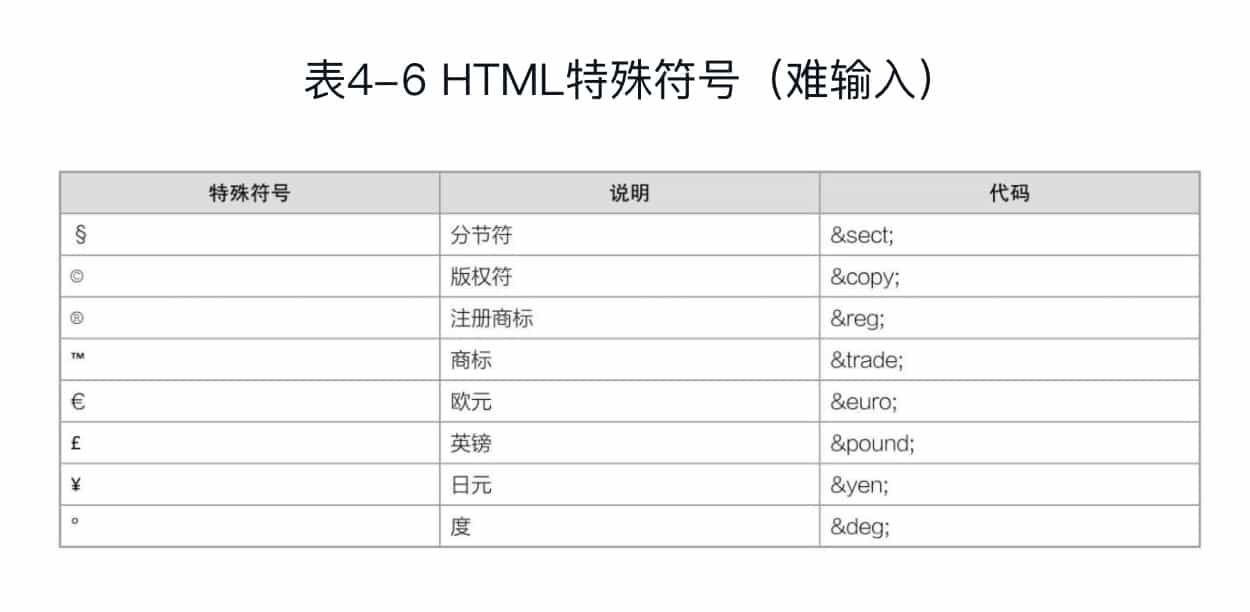 表4-6 HTML特殊符号（难输入）
特殊符号 说明 代码
§ 分节符 &sect;
© 版权符 &copy;
® 注册商标 &reg;
™ 商标 &trade;
€ 欧元 &euro;
£ 英镑 &pound;
¥ 日元 &yen;
° 度 &deg;